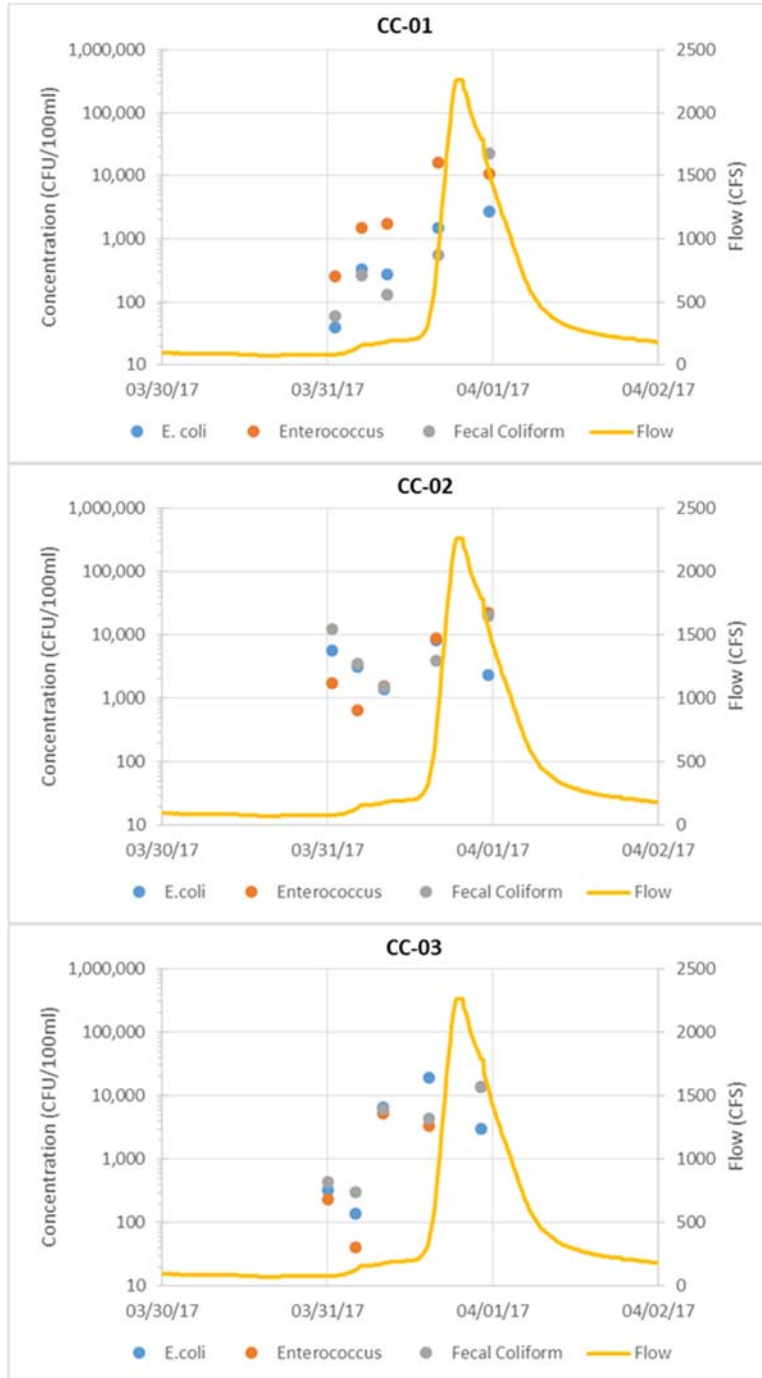 CC-01
1,000,000
100,000
10,000
1,000
100
10
Concentration (CFU/100ml)
2500
2000
1500
1000
500
0
Flow (CFS)
03/30/17 03/31/17 04/01/17 04/02/17
E. coli Enterococcus Fecal Coliform Flow
CC-02
1,000,000
100,000
10,000
1,000
100
10
Concentration (CFU/100ml)
2500
2000
1500
1000
500
0
Flow (CFS)
03/30/17 03/31/17 04/01/17 04/02/17
E.coli Enterococcus Fecal Coliform Flow
CC-03
1,000,000
100,000
10,000
1,000
100
10
Concentration (CFU/100ml)
2500
2000
1500
1000
500
0
Flow (CFS)
03/30/17 03/31/17 04/01/17 04/02/17
E.coli Enterococcus Fecal Coliform Flow